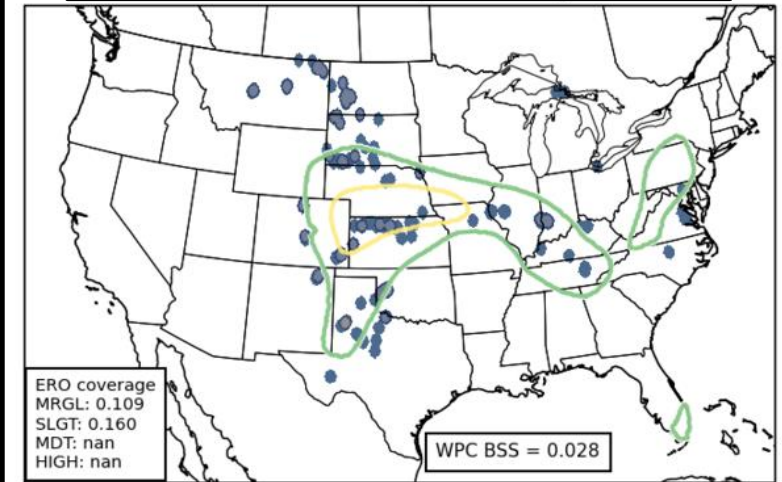 ERO coverage
MRGL: 0.109
SLGT: 0.160
MDT: nan
HIGH: nan
WPC BSS = 0.028